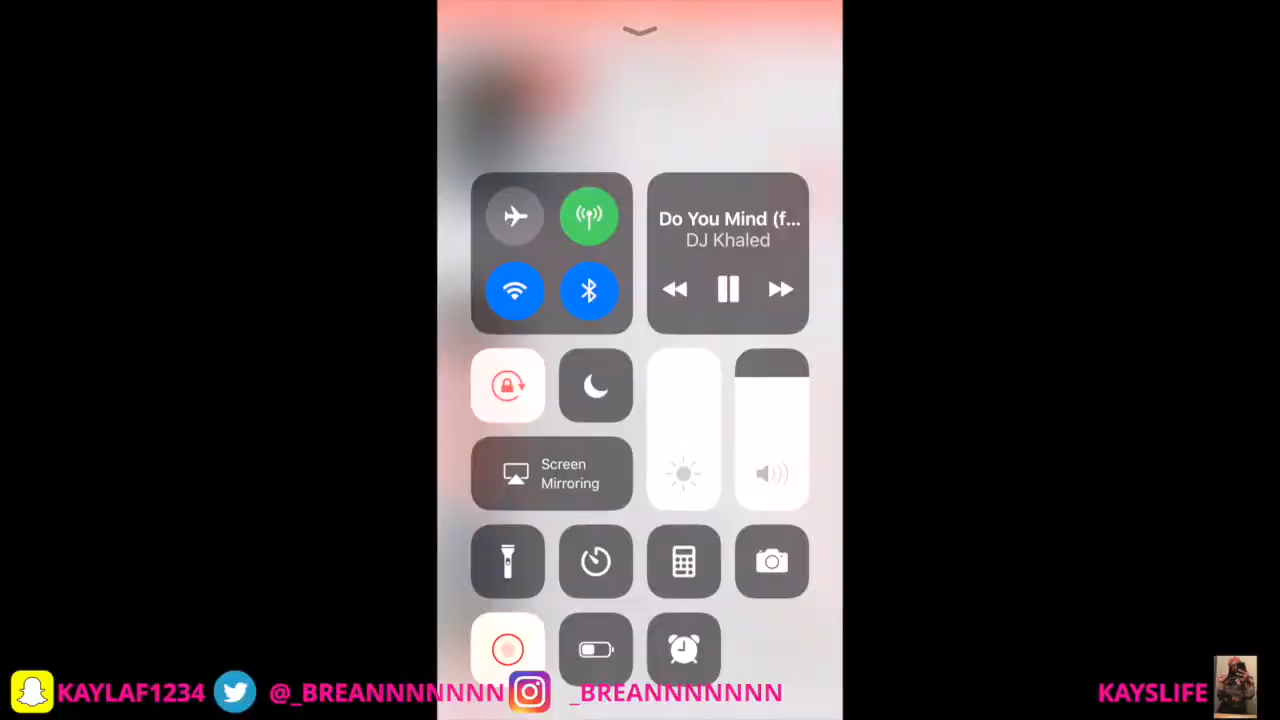 Do You Mind (f...
DJ Khaled
Screen
Mirroring
KAYLAF1234 @_BREANNNNNNN _BREANNNNNNN KAYSLIFE